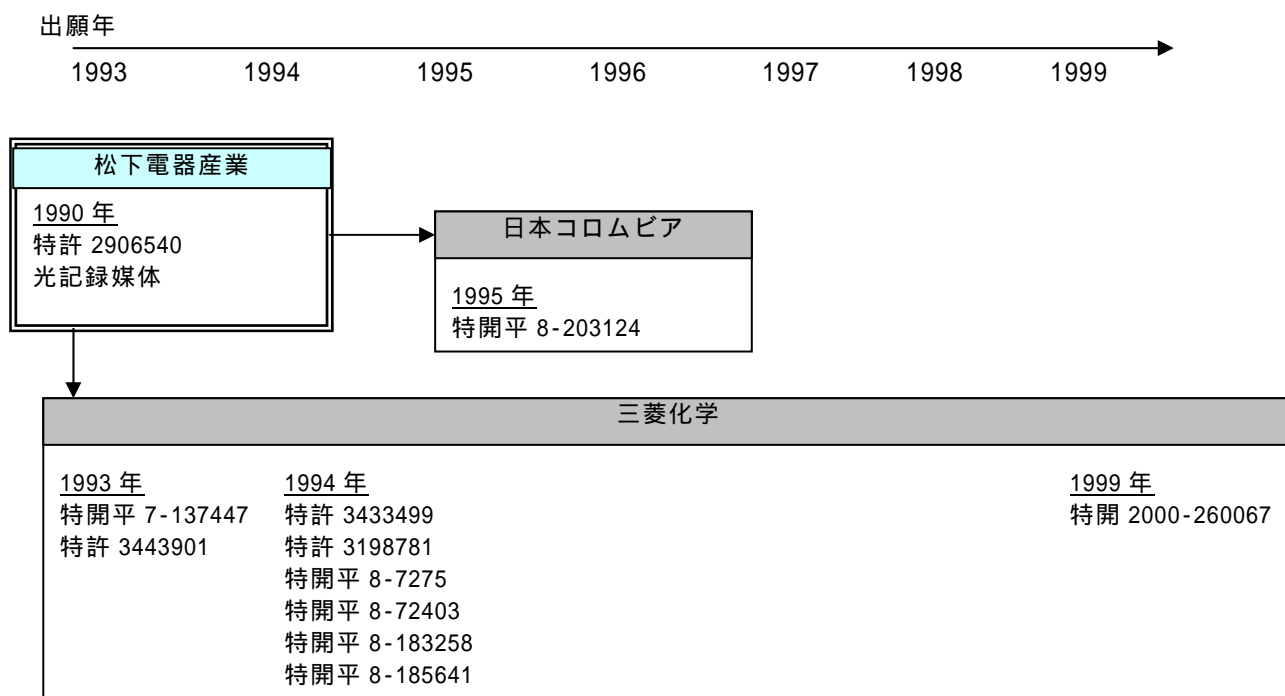 出願年
1993 1994 1995 1996 1997 1998 1999
松下電器産業
1990 年
特許 2906540
光記録媒体
日本コロムビア
1995 年
特開平 8-203124
三菱化学
1993 年
特開平 7-137447
特許 3443901
1994 年
特許 3433499
特許 3198781
特開平 8-7275
特開平 8-72403
特開平 8-183258
特開平 8-185641
1999 年
特開 2000-260067